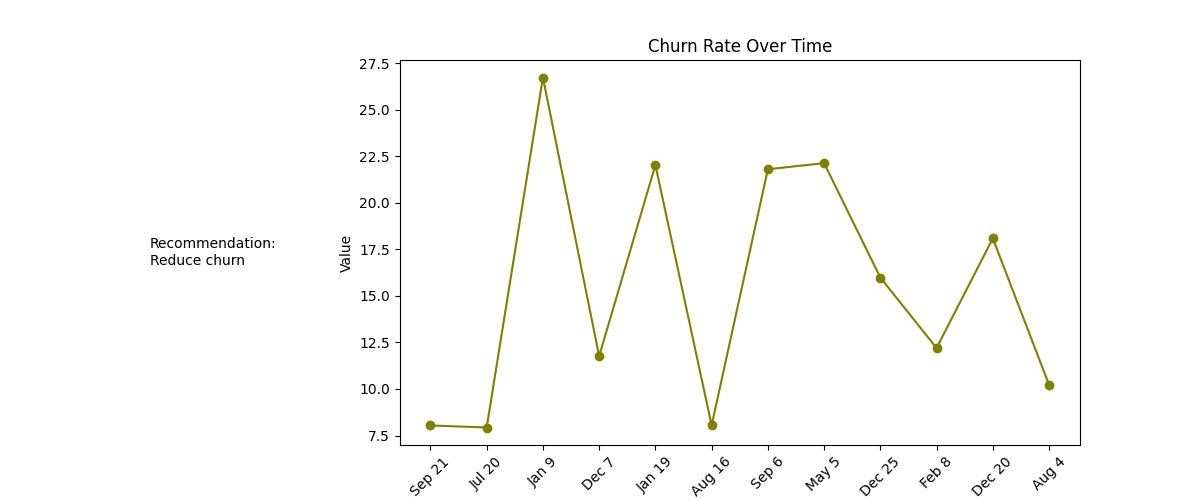 Churn Rate Over Time
27.5
25.0
22.5
20.0
17.5
15.0
12.5
10.0
7.5
Value
Recommendation:
Reduce churn
Sep 21
Jul 20
Jan 9
Dec 7
Jan 19
Aug 16
Sep 6
May 5
Dec 25
Feb 8
Dec 20
Aug 4